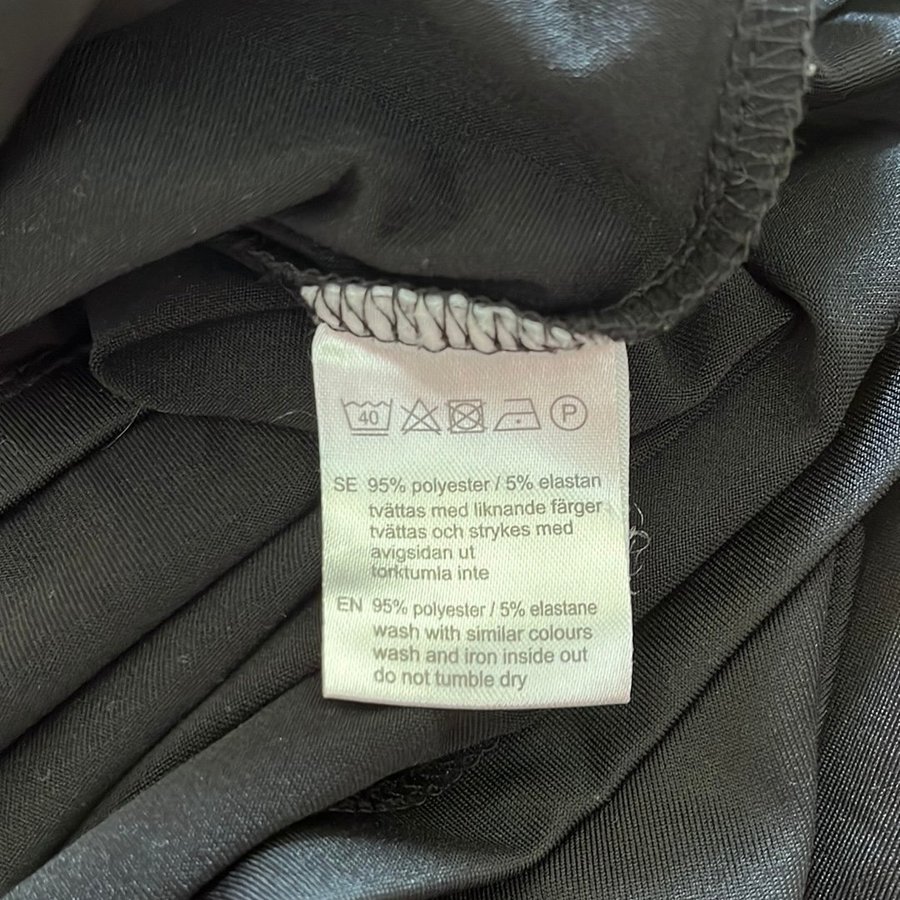 40 P
SE 95% polyester / 5% elastan
tvättas med liknande färger
tvättas och strykes med
avigsidan ut
torktumla inte
EN 95% polyester / 5% elastane
wash with similar colours
wash and iron inside out
do not tumble dry